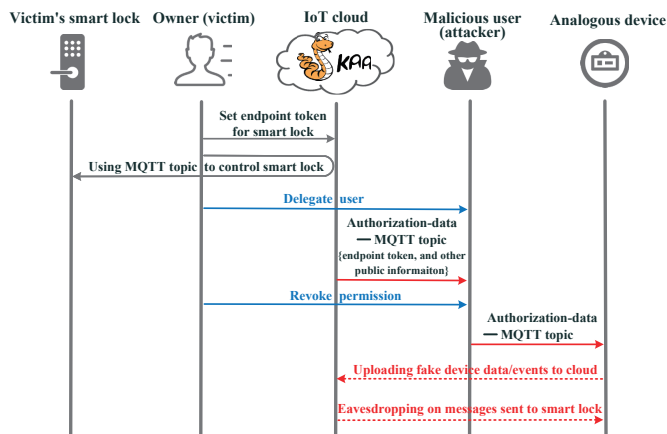 Victim's smart lock
Owner (victim)
IoT cloud
Malicious user
(attacker)
Analogous device
KAA
Set endpoint token
for smart lock
Using MQTT topic to control smart lock
Delegate user
Authorization-data
— MQTT topic
{endpoint token, and other
public informaiton}
Revoke permission
Authorization-data
— MQTT topic
Uploading fake device data/events to cloud
Eavesdropping on messages sent to smart lock